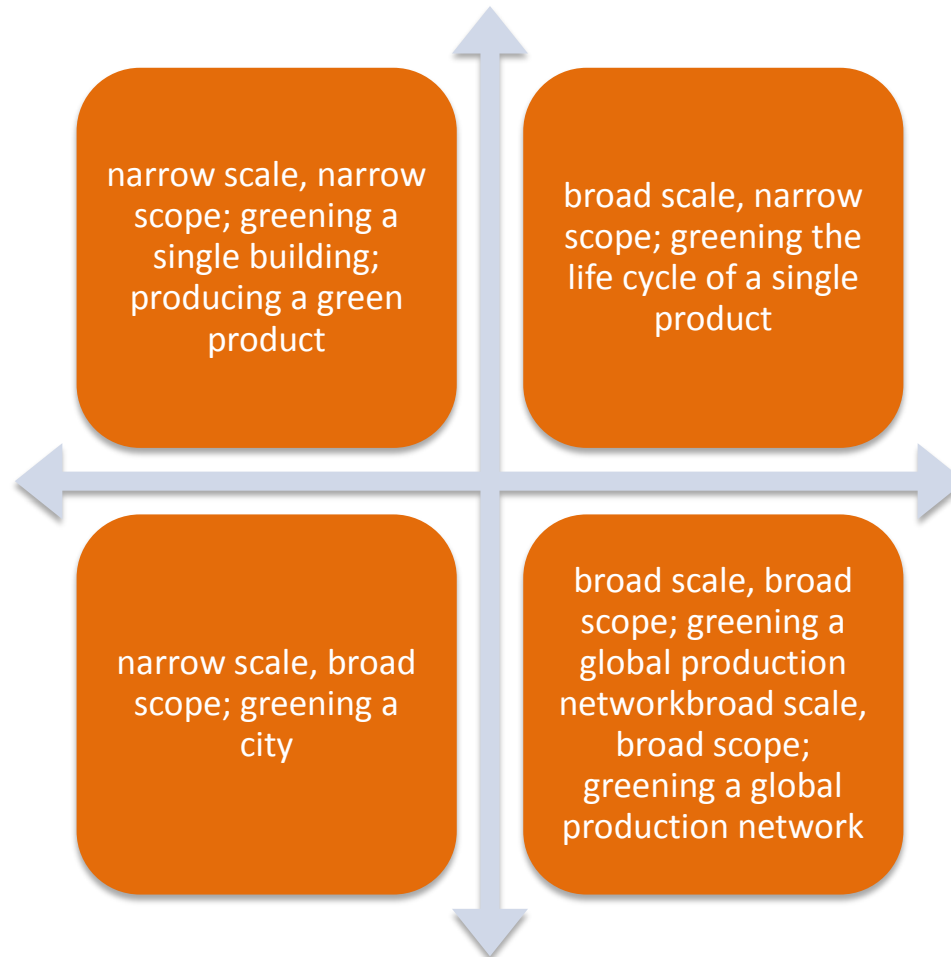 narrow scale, narrow
scope; greening a
single building;
producing a green
product
broad scale, narrow
scope; greening the
life cycle of a single
product
narrow scale, broad
scope; greening a
city
broad scale, broad
scope; greening a
global production
networkbroad scale,
broad scope;
greening a global
production network